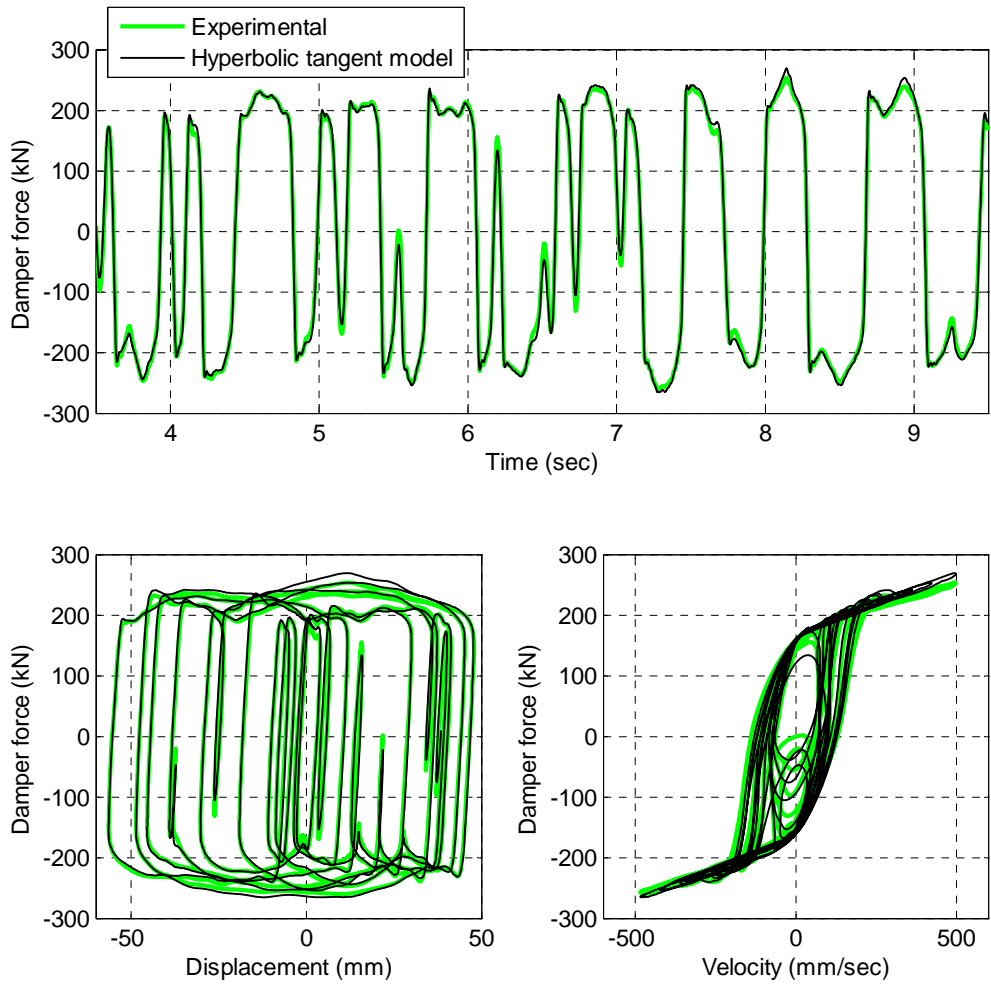 Experimental
Hyperbolic tangent model
300
200
100
0
-100
-200
-300
Damper force (kN)
4 5 6 7 8 9
Time (sec)
300
200
100
0
-100
-200
-300
Damper force (kN)
-50 0 50
Displacement (mm)
300
200
100
0
-100
-200
-300
Damper force (kN)
-500 0 500
Velocity (mm/sec)